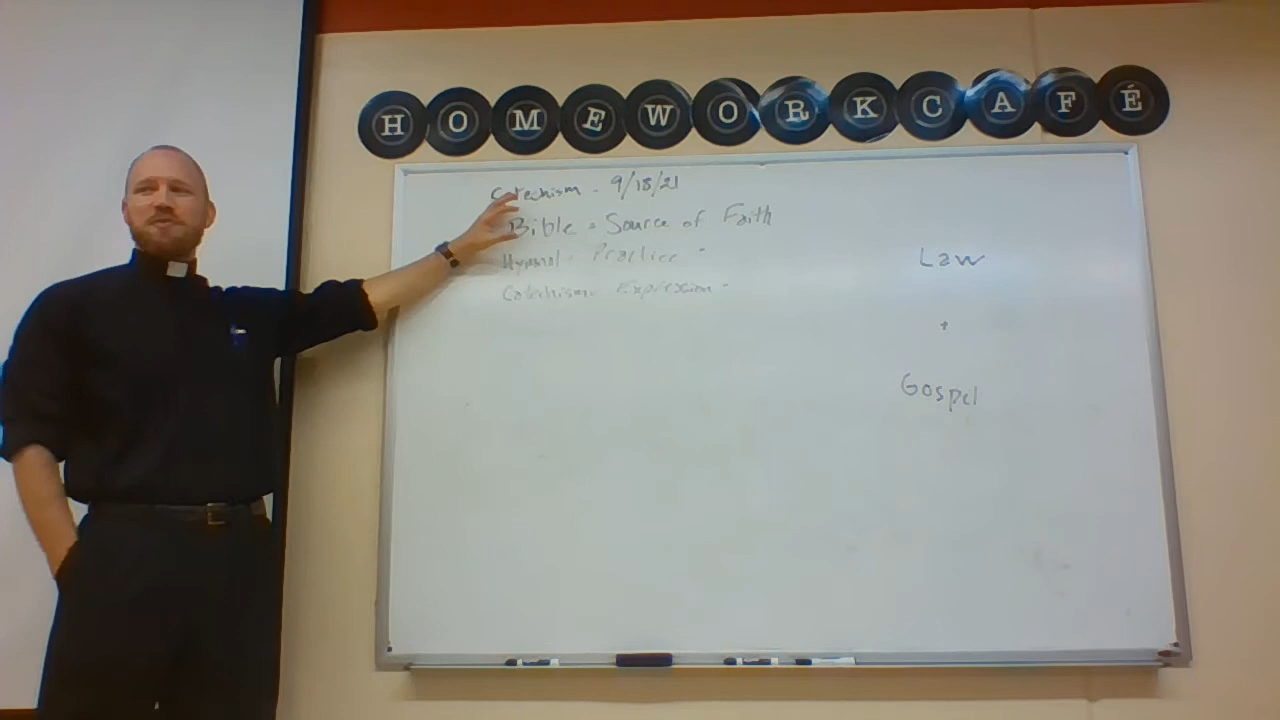 HOMEWORKCAFÉ
Catechism - 9/18/21
Bible = Source of Faith
Hymnal - Practice "
Catechism - Expression -
Law
+
Gospel